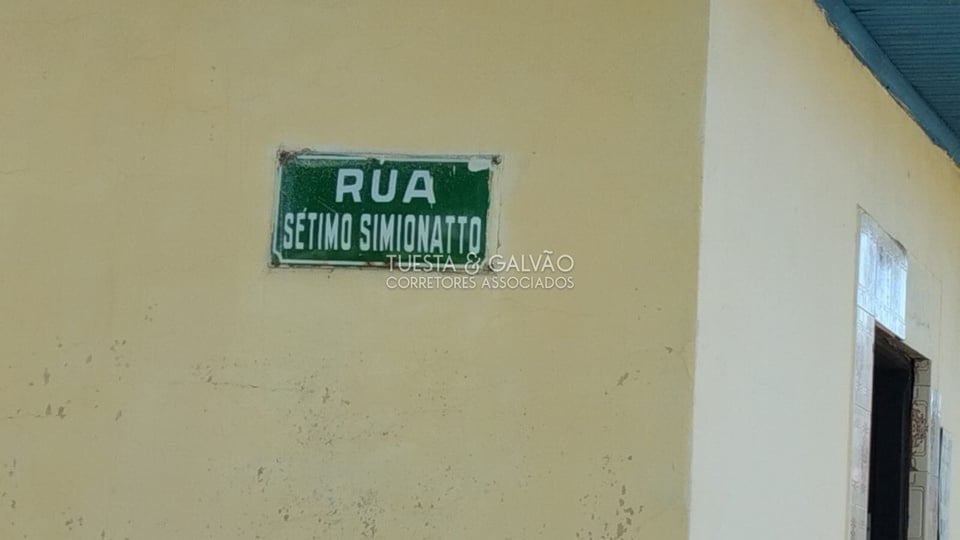 RUA
SÉTIMO SIMIONATTO
TUESTA & GALVÃO
CORRETORES ASSOCIADOS